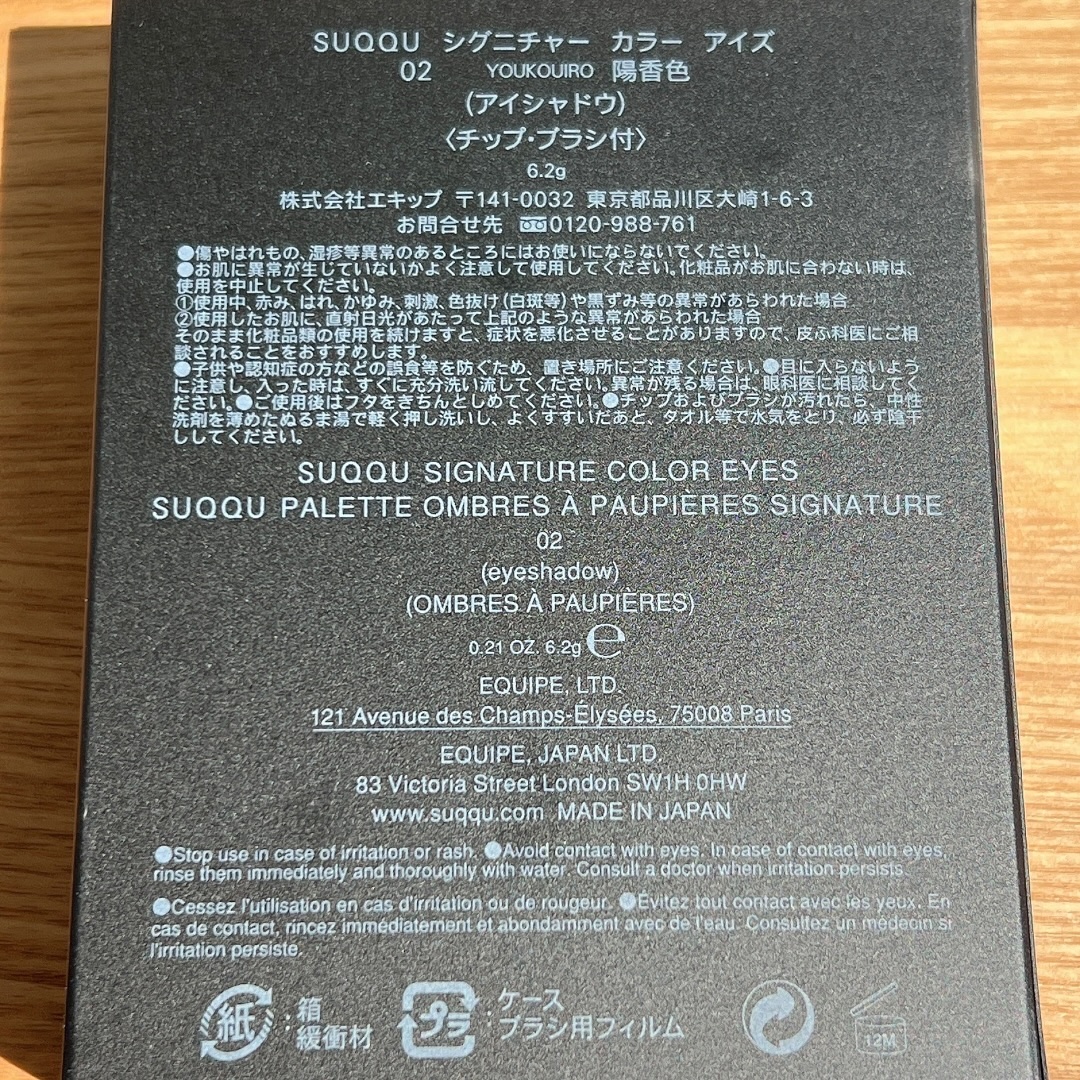 SUQQU シグニチャー カラー アイズ
02 YOUKOUIRO 陽香色
(アイシャドウ)
〈チップ・ブラシ付〉
6.2g
株式会社エキップ 〒141-0032 東京都品川区大崎1-6-3
お問合せ先 0120-988-761
●傷やはれもの、湿疹等異常のあるところにはお使いにならないでください。
●お肌に異常が生じていないかよく注意して使用してください。化粧品がお肌に合わない時は、
使用を中止してください。
①使用中、赤み、はれ、かゆみ、刺激、色抜け(白斑等)や黒ずみ等の異常があらわれた場合
②使用したお肌に、直射日光があたって上記のような異常があらわれた場合
そのまま化粧品類の使用を続けますと、症状を悪化させることがありますので、皮ふ科医にご相
談されることをおすすめします。
●子供や認知症の方などの誤食等を防ぐため、置き場所にご注意ください。●目に入らないよう
に注意し、入った時は、すぐに充分洗い流してください。異常が残る場合は、眼科医に相談してく
ださい。●ご使用後はフタをきちんとしめてください。●チップおよびブラシが汚れたら、中性
洗剤を薄めたぬるま湯で軽く押し洗いし、よくすすいだあと、タオル等で水気をとり、必ず陰干
ししてください。
SUQQU SIGNATURE COLOR EYES
SUQQU PALETTE OMBRES À PAUPIÈRES SIGNATURE
02
(eyeshadow)
(OMBRES À PAUPIÈRES)
0.21 OZ. 6.2g ℮
EQUIPE, LTD.
121 Avenue des Champs-Élysées, 75008 Paris
EQUIPE, JAPAN LTD.
83 Victoria Street London SW1H 0HW
www.suqqu.com MADE IN JAPAN
●Stop use in case of irritation or rash. ●Avoid contact with eyes. In case of contact with eyes,
rinse them immediately and thoroughly with water. Consult a doctor when irritation persists.
●Cessez l'utilisation en cas d'irritation ou de rougeur. ●Évitez tout contact avec les yeux. En
cas de contact, rincez immédiatement et abondamment avec de l'eau. Consultez un médecin si
l'irritation persiste.
紙 : 箱
緩衝材
プラ : ケース
ブラシ用フィルム
12M